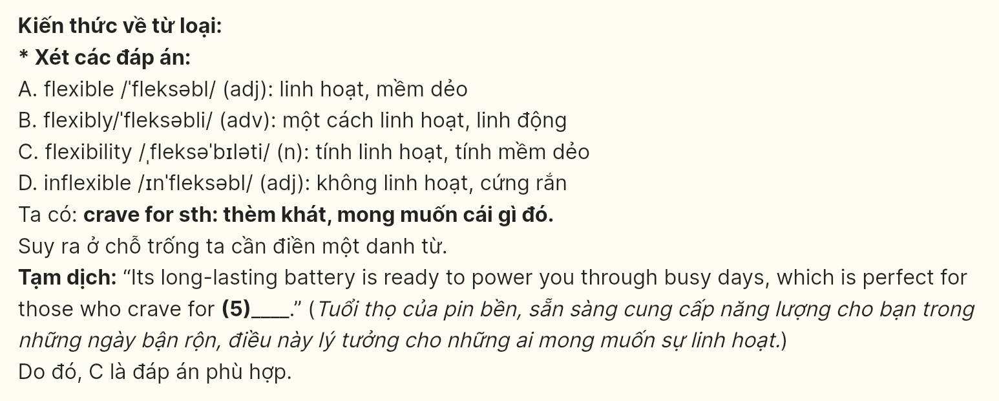 Kiến thức về từ loại:
* Xét các đáp án:
A. flexible /ˈfleksəbl/ (adj): linh hoạt, mềm dẻo
B. flexibly/ˈfleksəbli/ (adv): một cách linh hoạt, linh động
C. flexibility /ˌfleksəˈbɪləti/ (n): tính linh hoạt, tính mềm dẻo
D. inflexible /ɪnˈfleksəbl/ (adj): không linh hoạt, cứng rắn
Ta có: crave for sth: thèm khát, mong muốn cái gì đó.
Suy ra ở chỗ trống ta cần điền một danh từ.
Tạm dịch: “Its long-lasting battery is ready to power you through busy days, which is perfect for
those who crave for (5)____.” (Tuổi thọ của pin bền, sẵn sàng cung cấp năng lượng cho bạn trong
những ngày bận rộn, điều này lý tưởng cho những ai mong muốn sự linh hoạt.)
Do đó, C là đáp án phù hợp.